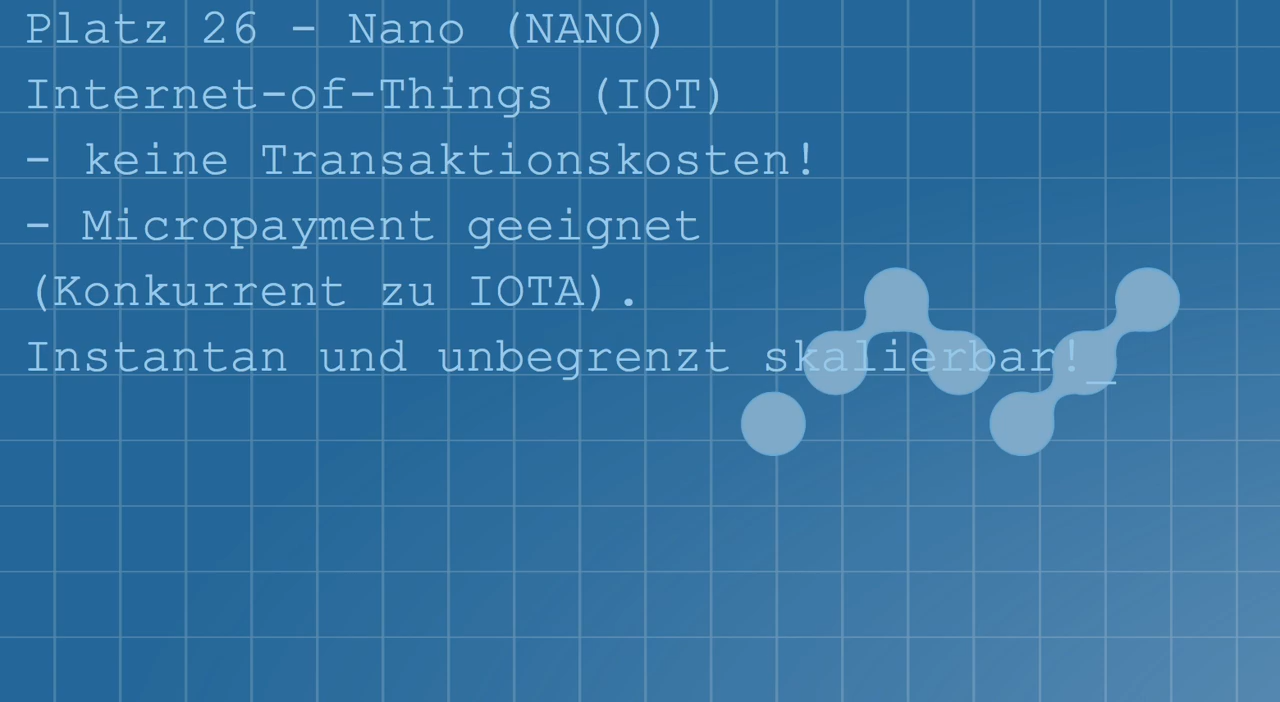 Platz 26 - Nano (NANO)
Internet-of-Things (IOT)
- keine Transaktionskosten!
- Micropayment geeignet
(Konkurrent zu IOTA).
Instantan und unbegrenzt skalierbar!_